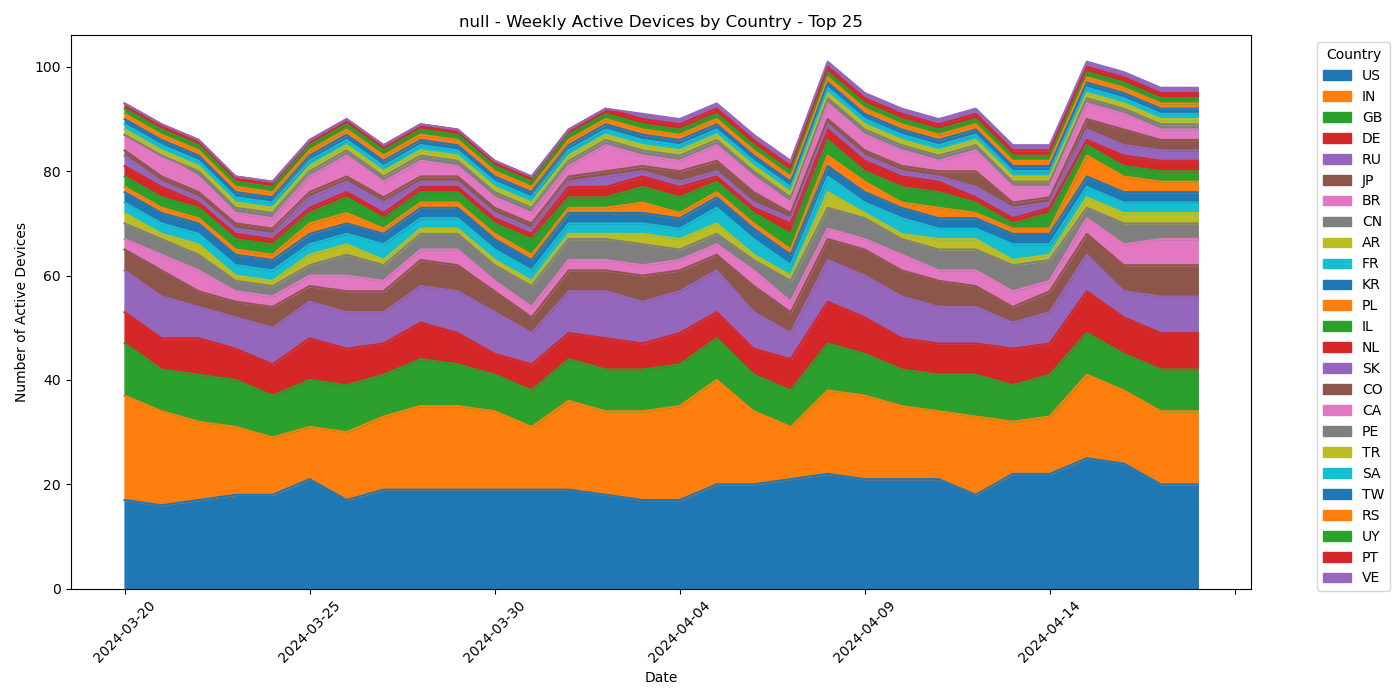 null - Weekly Active Devices by Country - Top 25
Number of Active Devices
100
80
60
40
20
0
2024-03-20
2024-03-25
2024-03-30
2024-04-04
2024-04-09
2024-04-14
Date
Country
US
IN
GB
DE
RU
JP
BR
CN
AR
FR
KR
PL
IL
NL
SK
CO
CA
PE
TR
SA
TW
RS
UY
PT
VE